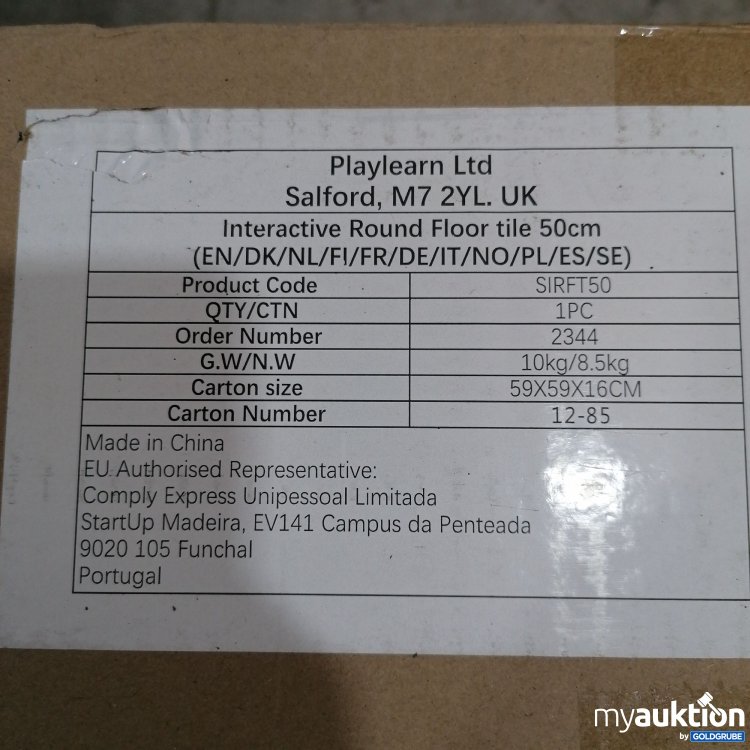 Playlearn Ltd
Salford, M7 2YL. UK
Interactive Round Floor tile 50cm
(EN/DK/NL/FI/FR/DE/IT/NO/PL/ES/SE)
Product Code SIRFT50
QTY/CTN 1PC
Order Number 2344
G.W/N.W 10kg/8.5kg
Carton size 59X59X16CM
Carton Number 12-85
Made in China
EU Authorised Representative:
Comply Express Unipessoal Limitada
StartUp Madeira, EV141 Campus da Penteada
9020 105 Funchal
Portugal
myauktion
by GOLDGRUBE